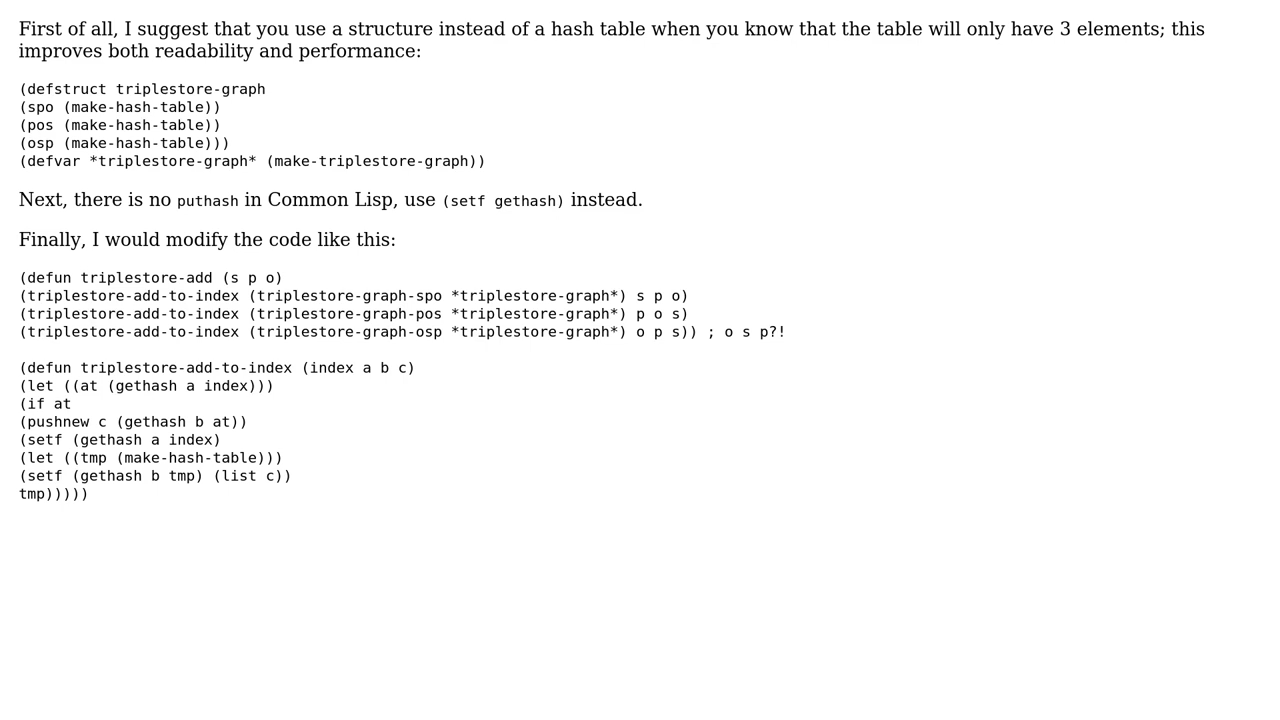 First of all, I suggest that you use a structure instead of a hash table when you know that the table will only have 3 elements; this
improves both readability and performance:
(defstruct triplestore-graph
(spo (make-hash-table))
(pos (make-hash-table))
(osp (make-hash-table)))
(defvar *triplestore-graph* (make-triplestore-graph))
Next, there is no puthash in Common Lisp, use (setf gethash) instead.
Finally, I would modify the code like this:
(defun triplestore-add (s p o)
(triplestore-add-to-index (triplestore-graph-spo *triplestore-graph*) s p o)
(triplestore-add-to-index (triplestore-graph-pos *triplestore-graph*) p o s)
(triplestore-add-to-index (triplestore-graph-osp *triplestore-graph*) o p s)) ; o s p?!
(defun triplestore-add-to-index (index a b c)
(let ((at (gethash a index)))
(if at
(pushnew c (gethash b at))
(setf (gethash a index)
(let ((tmp (make-hash-table)))
(setf (gethash b tmp) (list c))
tmp)))))